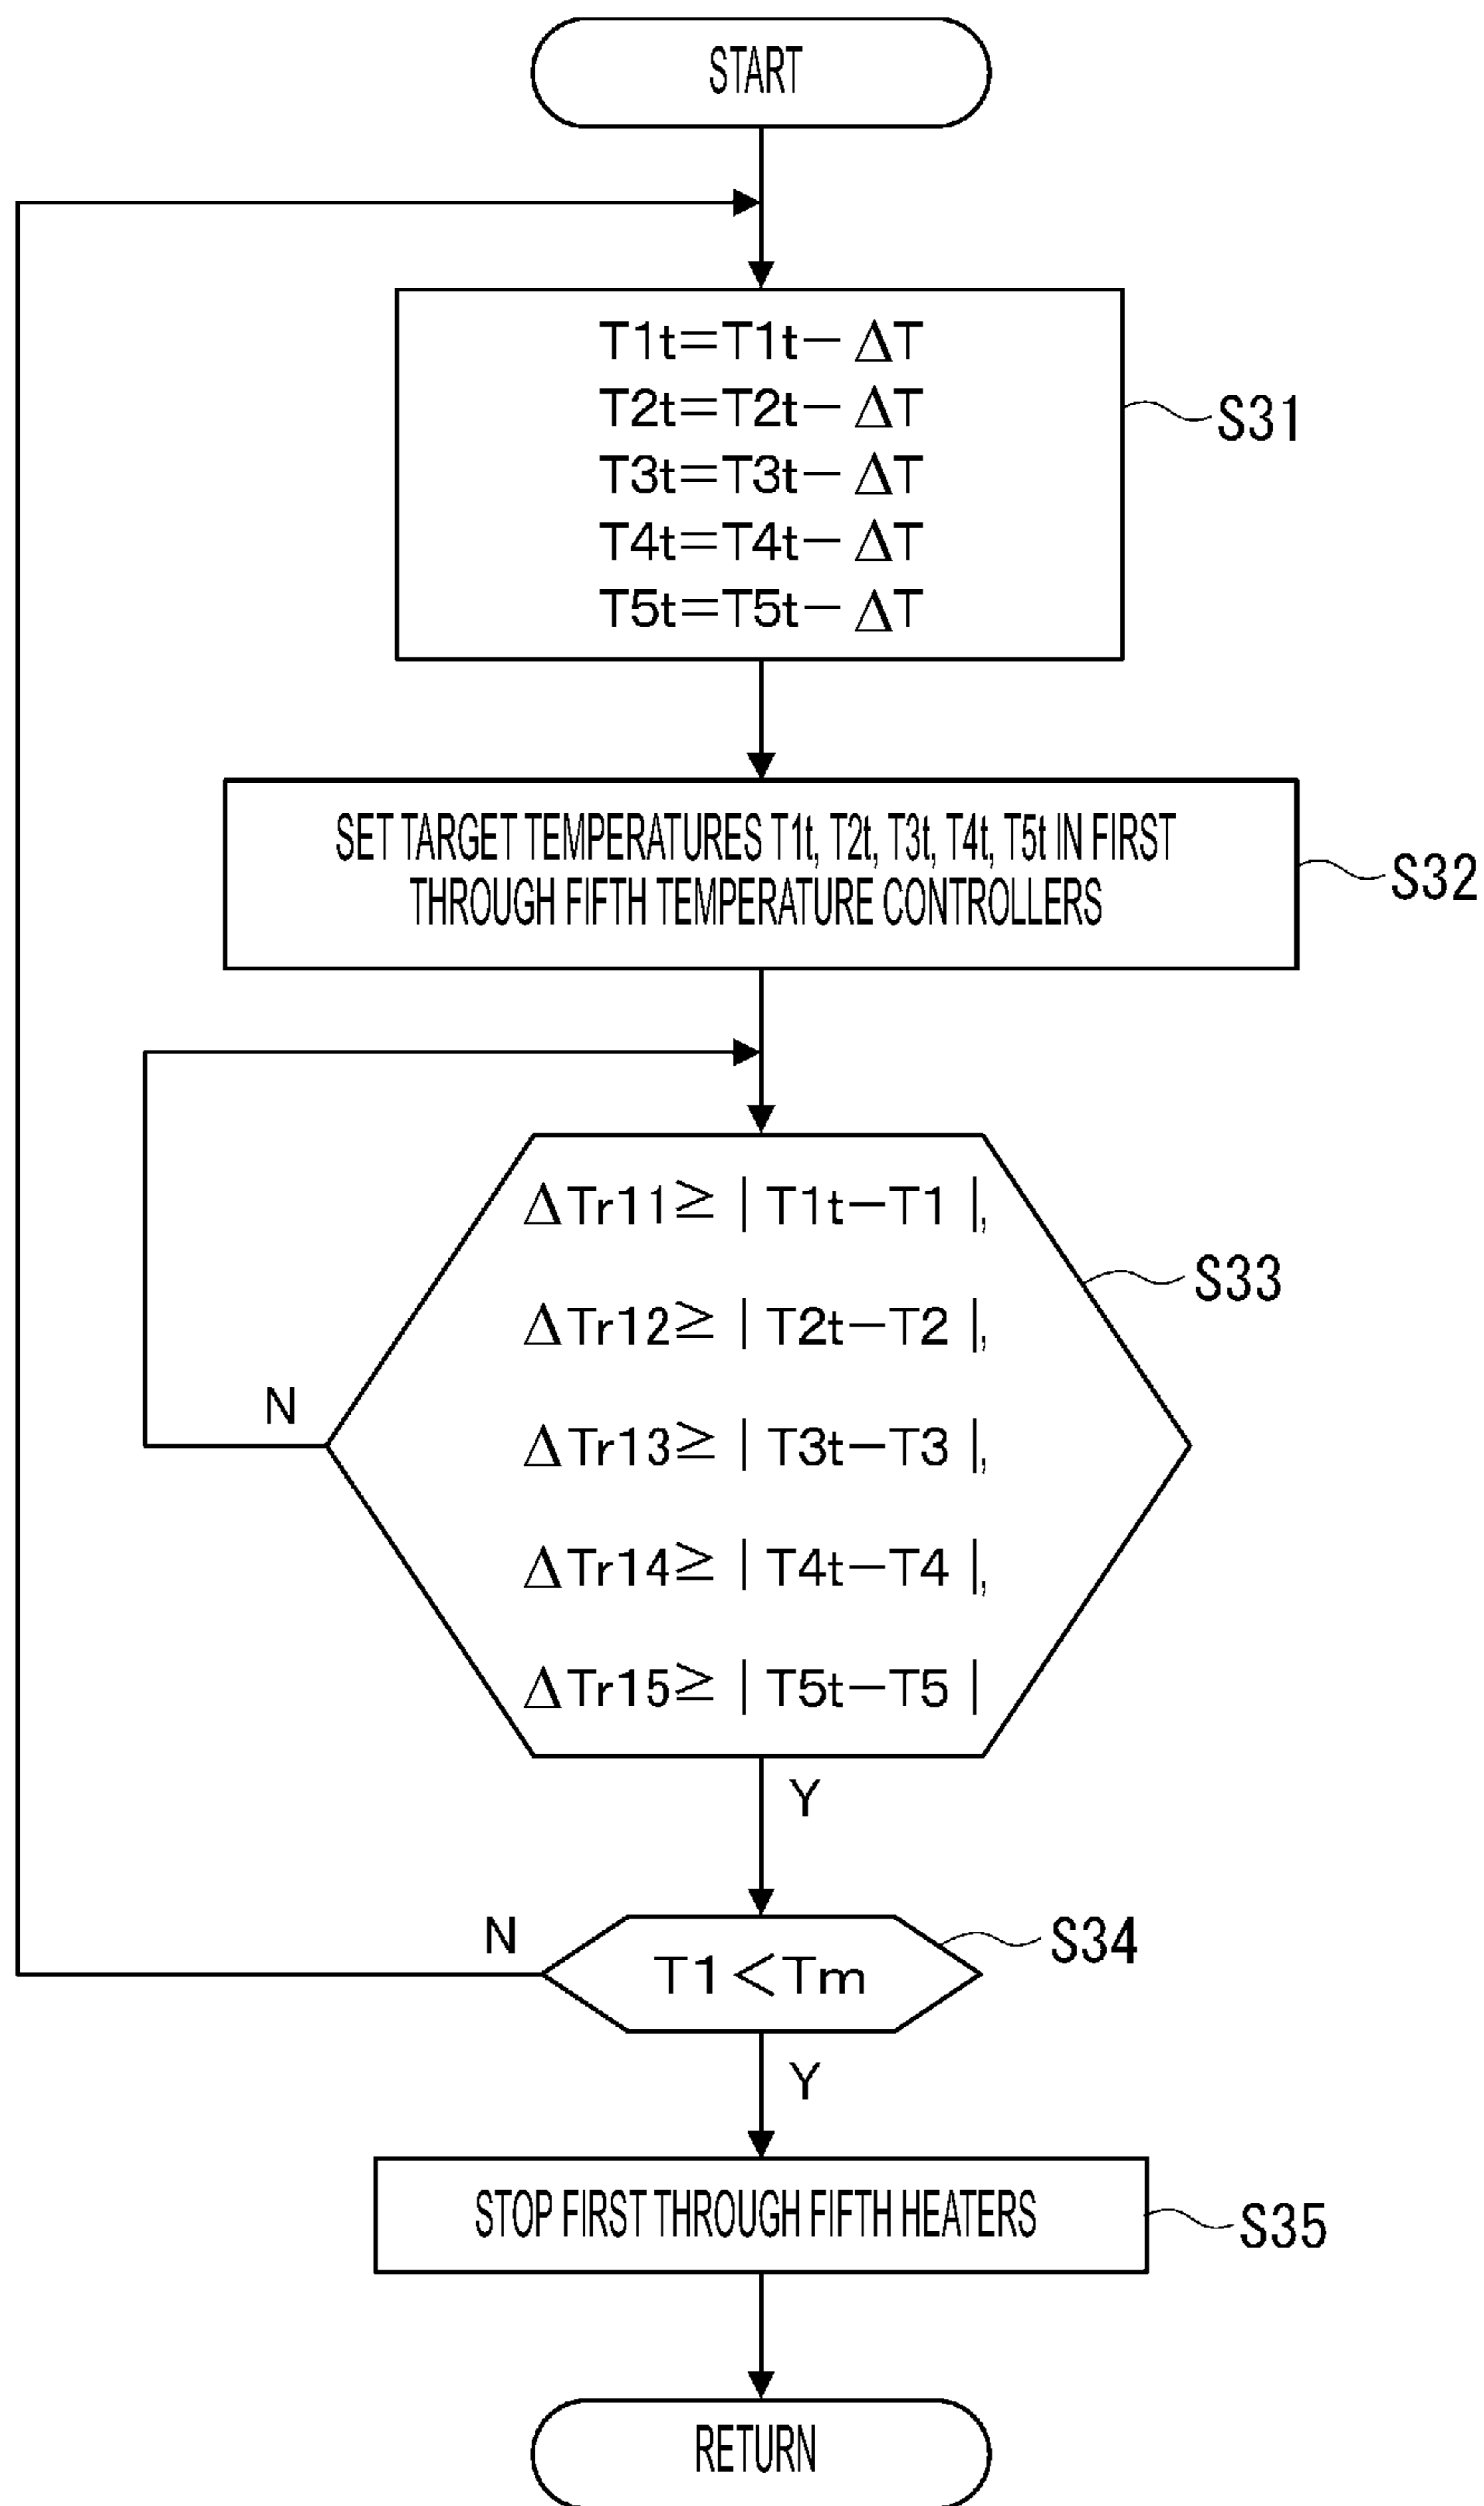 START
T1t=T1t-ΔT
T2t=T2t-ΔT
T3t=T3t-ΔT
T4t=T4t-ΔT
T5t=T5t-ΔT
S31
SET TARGET TEMPERATURES T1t, T2t, T3t, T4t, T5t IN FIRST
THROUGH FIFTH TEMPERATURE CONTROLLERS
S32
ΔTr11≧|T1t-T1|,
ΔTr12≧|T2t-T2|,
ΔTr13≧|T3t-T3|,
ΔTr14≧|T4t-T4|,
ΔTr15≧|T5t-T5|
S33
N
Y
T1<Tm
S34
N
Y
STOP FIRST THROUGH FIFTH HEATERS
S35
RETURN